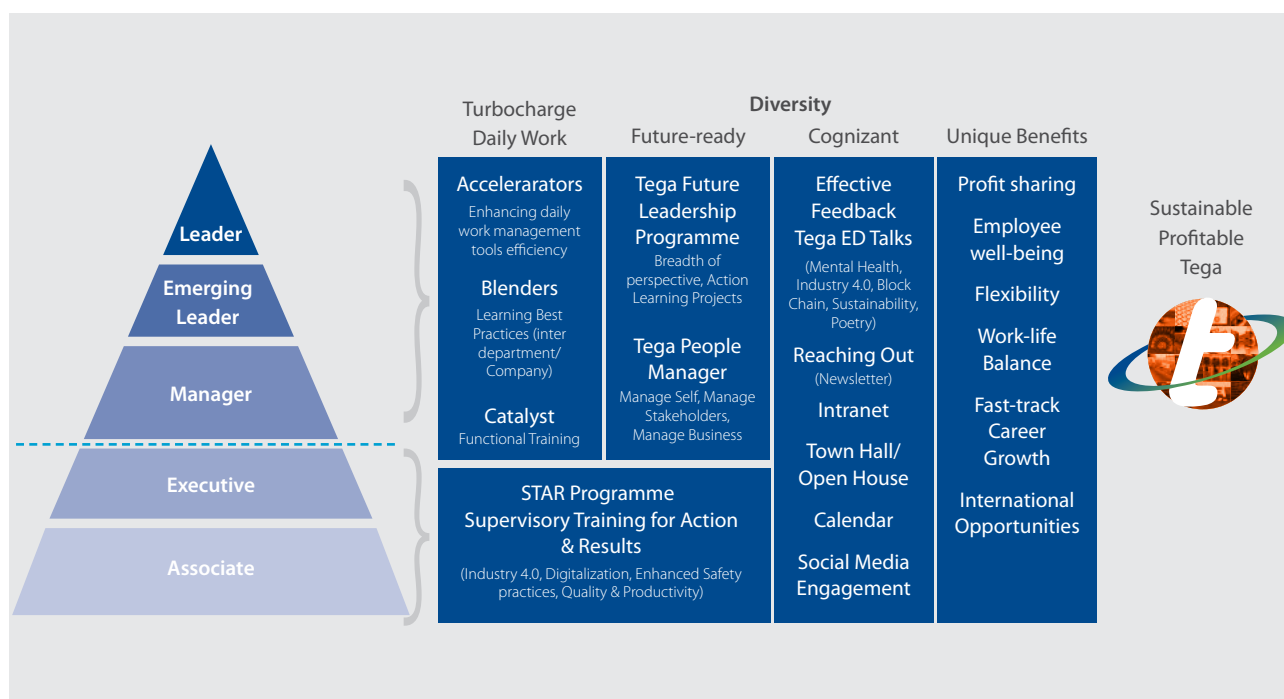 Leader
Emerging
Leader
Manager
Executive
Associate
Diversity
Turbocharge
Daily Work
Accelerarators
Enhancing daily
work management
tools efficiency
Blenders
Learning Best
Practices (inter
department/
Company)
Catalyst
Functional Training
Future-ready
Tega Future
Leadership
Programme
Breadth of
perspective, Action
Learning Projects
Tega People
Manager
Manage Self, Manage
Stakeholders,
Manage Business
STAR Programme
Supervisory Training for Action
& Results
(Industry 4.0, Digitalization, Enhanced Safety
practices, Quality & Productivity)
Cognizant
Effective
Feedback
Tega ED Talks
(Mental Health,
Industry 4.0, Block
Chain, Sustainability,
Poetry)
Reaching Out
(Newsletter)
Intranet
Town Hall/
Open House
Calendar
Social Media
Engagement
Unique Benefits
Profit sharing
Employee
well-being
Flexibility
Work-life
Balance
Fast-track
Career
Growth
International
Opportunities
Sustainable
Profitable
Tega